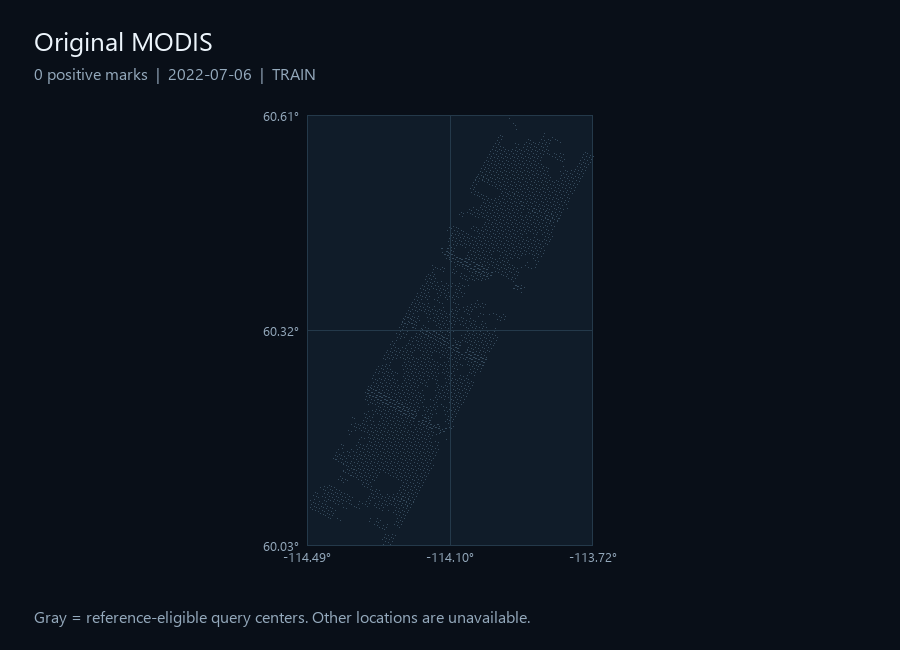 Original MODIS
0 positive marks | 2022-07-06 | TRAIN
60.61°
60.32°
60.03°
-114.49° -114.10° -113.72°
Gray = reference-eligible query centers. Other locations are unavailable.